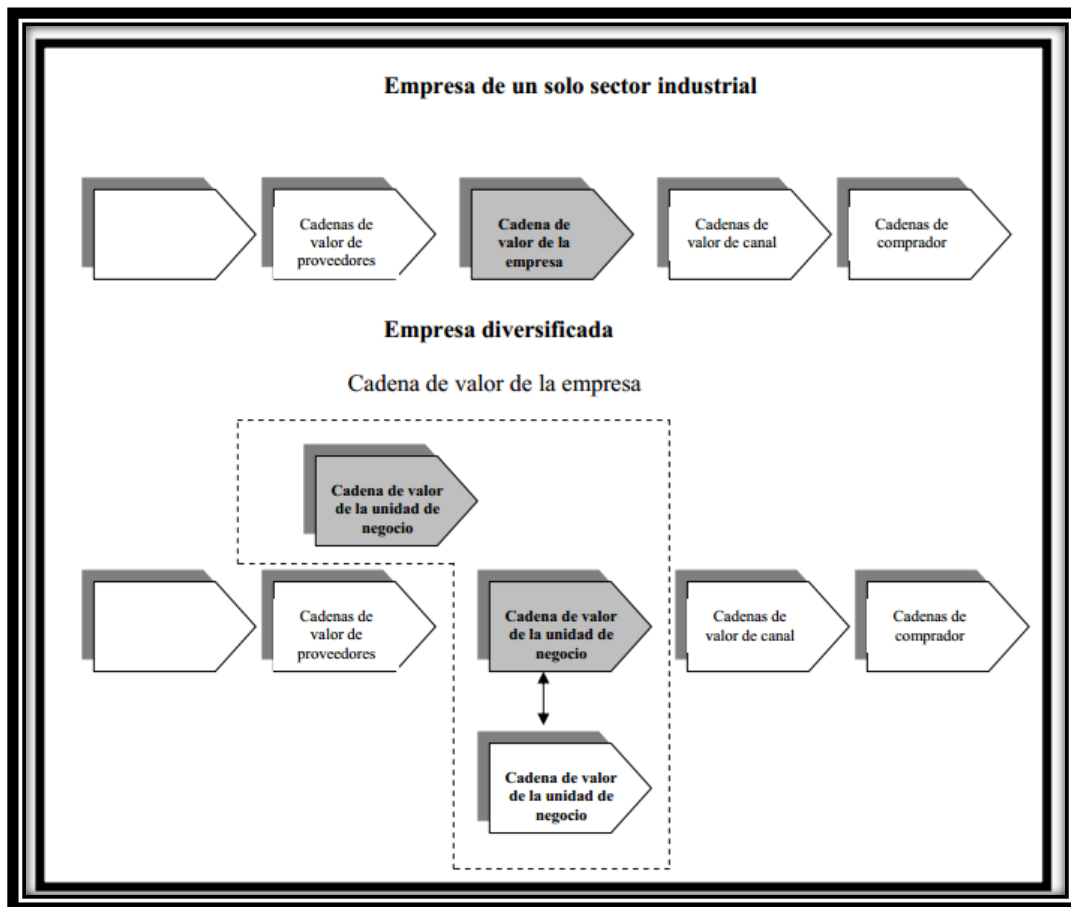 Empresa de un solo sector industrial
Cadenas de
valor de
proveedores
Cadena de
valor de la
empresa
Cadenas de
valor de canal
Cadenas de
comprador
Empresa diversificada
Cadena de valor de la empresa
Cadena de valor
de la unidad de
negocio
Cadenas de
valor de
proveedores
Cadena de valor
de la unidad de
negocio
Cadenas de
valor de canal
Cadenas de
comprador
Cadena de valor
de la unidad de
negocio